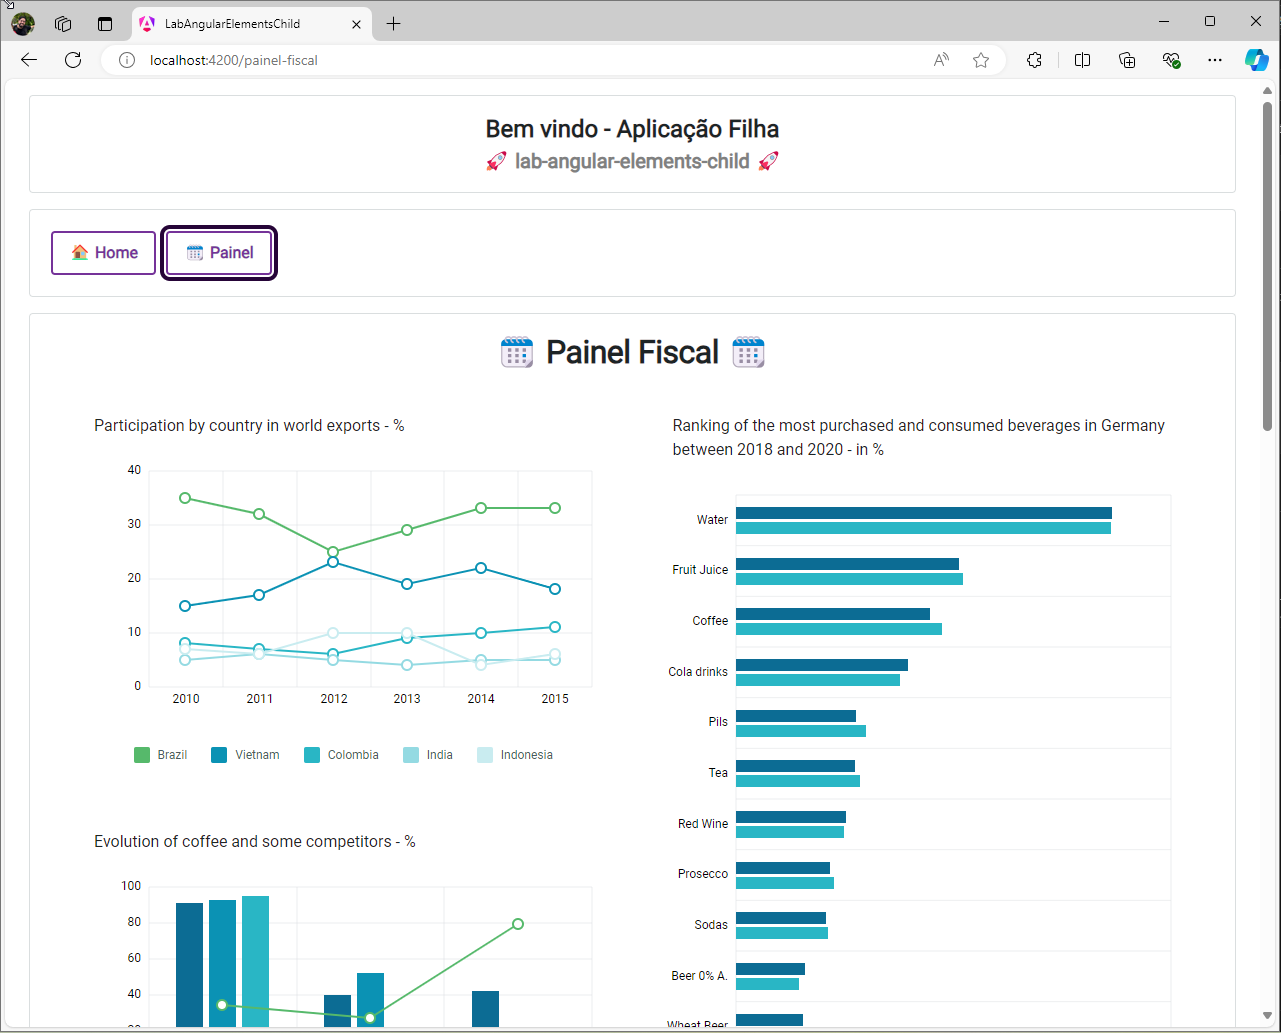 LabAngularElementsChild
localhost:4200/painel-fiscal
Bem vindo - Aplicação Filha
lab-angular-elements-child
Home
Painel
Painel Fiscal
Participation by country in world exports - %
40
30
20
10
0
2010 2011 2012 2013 2014 2015
Brazil Vietnam Colombia India Indonesia
Evolution of coffee and some competitors - %
100
80
60
40
20
Ranking of the most purchased and consumed beverages in Germany
between 2018 and 2020 - in %
Water
Fruit Juice
Coffee
Cola drinks
Pils
Tea
Red Wine
Prosecco
Sodas
Beer 0% A.
Wheat Beer